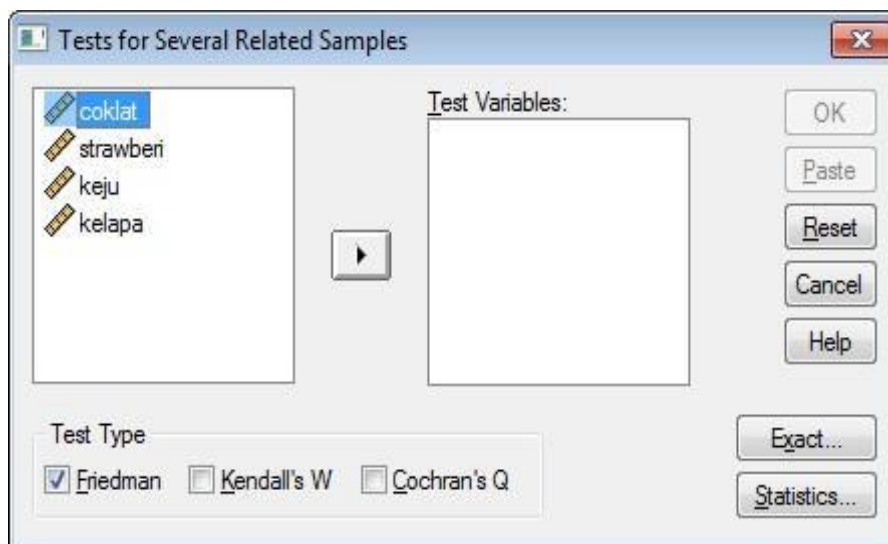 Tests for Several Related Samples
coklat
strawberi
keju
kelapa
Test Variables:
OK
Paste
Reset
Cancel
Help
Test Type
Friedman
Kendall's W
Cochran's Q
Exact...
Statistics...